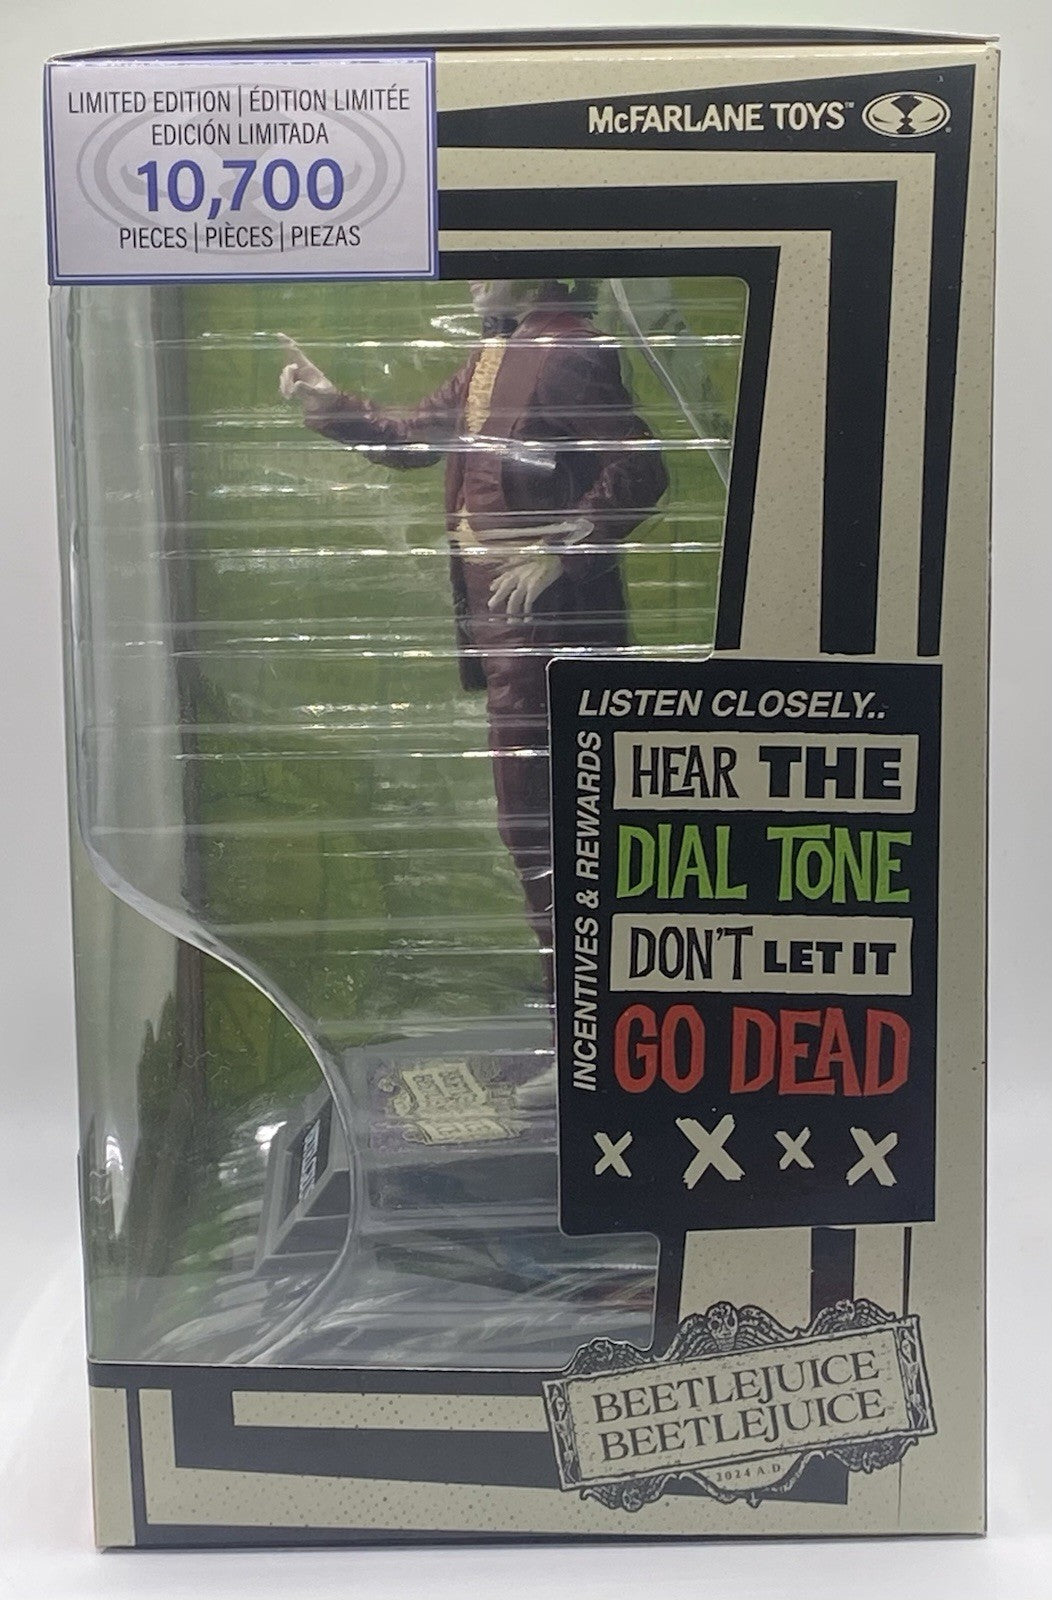 LIMITED EDITION | ÉDITION LIMITÉE
EDICIÓN LIMITADA
10,700
PIECES | PIÈCES | PIEZAS
McFARLANE TOYS™
LISTEN CLOSELY..
INCENTIVES & REWARDS
HEAR THE
DIAL TONE
DON'T LET IT
GO DEAD
X X X X
BEETLEJUICE
BEETLEJUICE
2024 A.D.